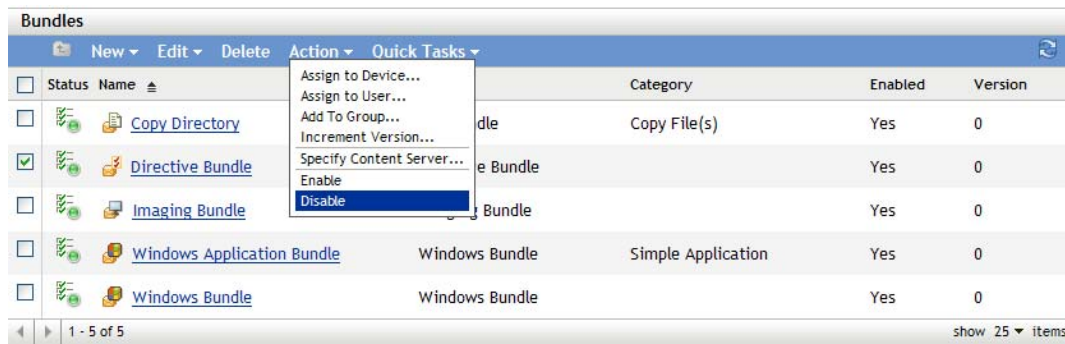 Bundles
New Edit Delete Action Quick Tasks
Status Name Category Enabled Version
Assign to Device...
Assign to User...
Add To Group...
Increment Version...
Specify Content Server...
Enable
Disable
Copy Directory Copy File(s) Yes 0
Directive Bundle Bundle Yes 0
Imaging Bundle Bundle Yes 0
Windows Application Bundle Windows Bundle Simple Application Yes 0
Windows Bundle Windows Bundle Yes 0
1 - 5 of 5 show 25 items